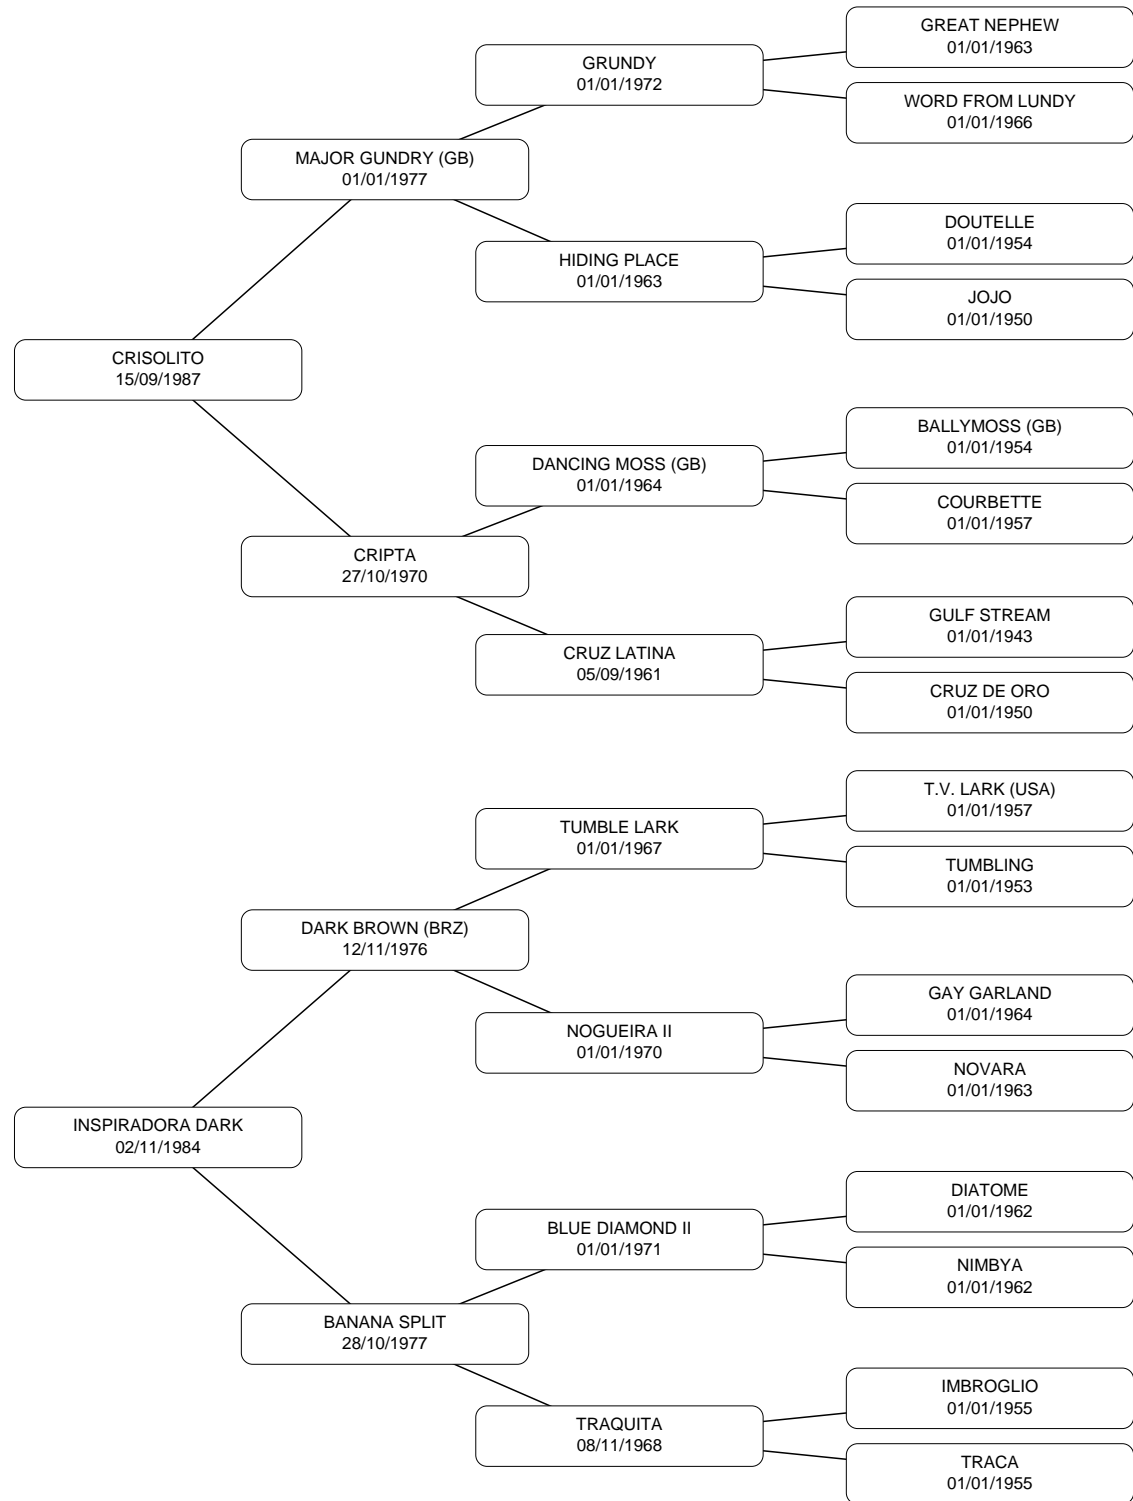 GREAT NEPHEW
01/01/1963
GRUNDY
01/01/1972
WORD FROM LUNDY
01/01/1966
MAJOR GUNDRY (GB)
01/01/1977
DOUTELLE
01/01/1954
HIDING PLACE
01/01/1963
JOJO
01/01/1950
CRISOLITO
15/09/1987
BALLYMOSS (GB)
01/01/1954
DANCING MOSS (GB)
01/01/1964
COURBETTE
01/01/1957
CRIPTA
27/10/1970
GULF STREAM
01/01/1943
CRUZ LATINA
05/09/1961
CRUZ DE ORO
01/01/1950
T.V. LARK (USA)
01/01/1957
TUMBLE LARK
01/01/1967
TUMBLING
01/01/1953
DARK BROWN (BRZ)
12/11/1976
GAY GARLAND
01/01/1964
NOGUEIRA II
01/01/1970
NOVARA
01/01/1963
INSPIRADORA DARK
02/11/1984
DIATOME
01/01/1962
BLUE DIAMOND II
01/01/1971
NIMBYA
01/01/1962
BANANA SPLIT
28/10/1977
IMBROGLIO
01/01/1955
TRAQUITA
08/11/1968
TRACA
01/01/1955